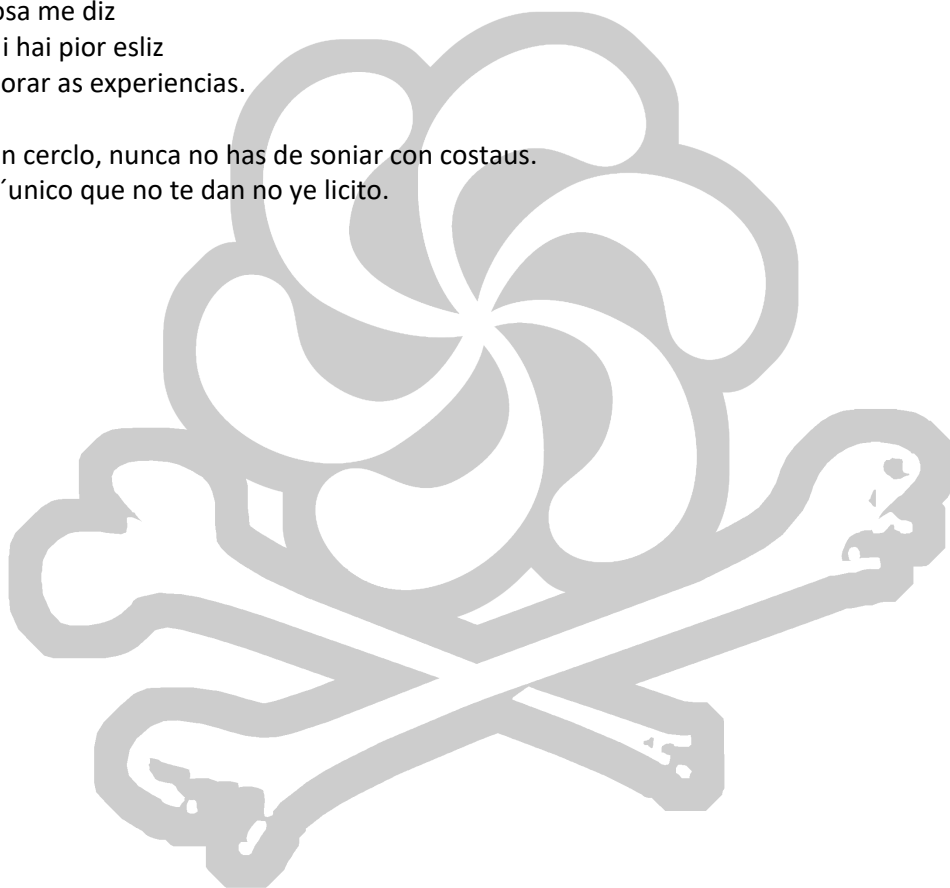 osa me diz
i hai pior esliz
orar as experiencias.
n cerclo, nunca no has de soniar con costaus.
´unico que no te dan no ye licito.